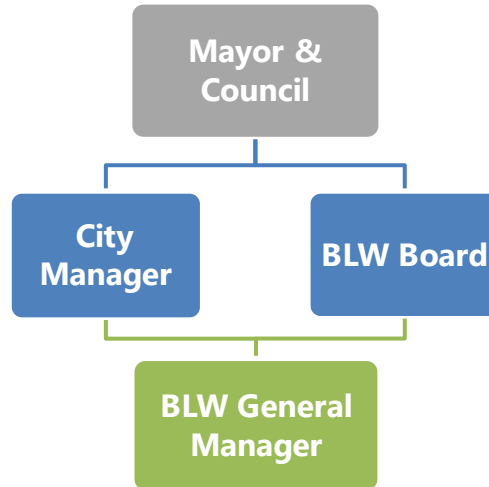 Mayor &
Council
City
Manager
BLW Board
BLW General
Manager